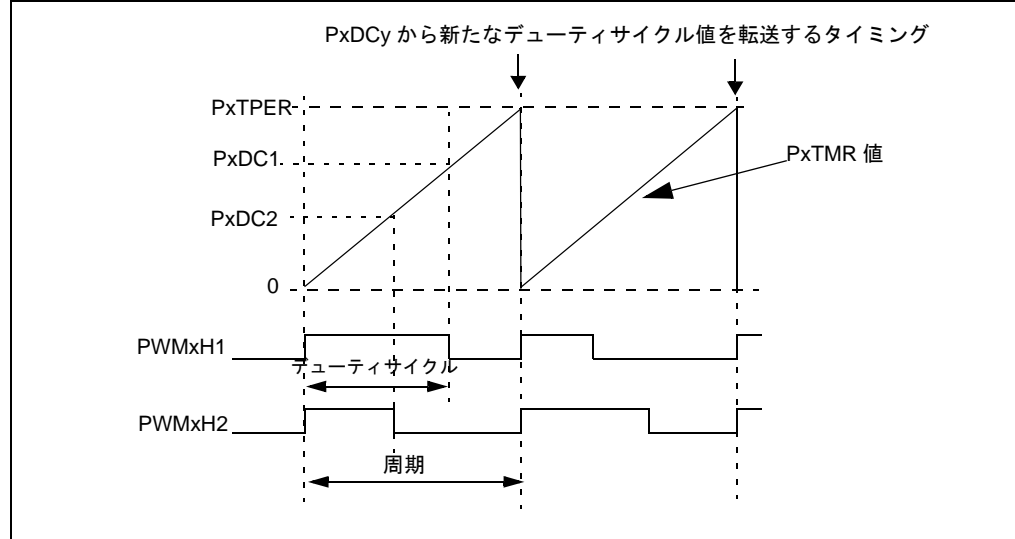 PxDCy から新たなデューティサイクル値を転送するタイミング
PxTPER
PxDC1
PxTMR 値
PxDC2
0
PWMxH1
デューティサイクル
PWMxH2
周期